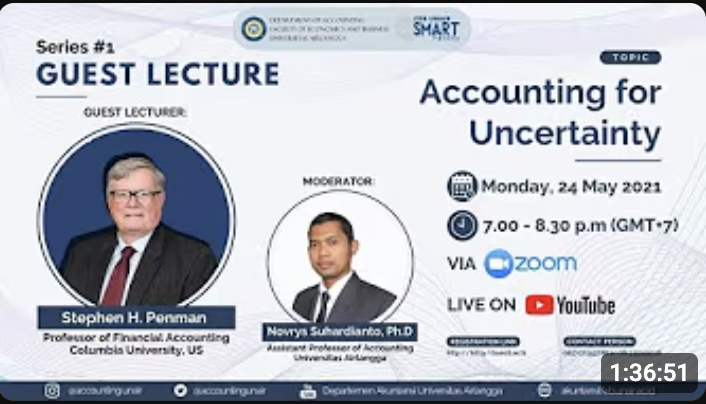 DEPARTMENT OF ACCOUNTING
FACULTY OF ECONOMICS AND BUSINESS
UNIVERSITAS AIRLANGGA
SMART
Series #1
GUEST LECTURE
GUEST LECTURER:
Stephen H. Penman
Professor of Financial Accounting
Columbia University, US
MODERATOR:
Novrys Suhardianto, Ph.D
Assistant Professor of Accounting
Universitas Airlangga
TOPIC
Accounting for
Uncertainty
Monday, 24 May 2021
7.00 - 8.30 p.m (GMT+7)
VIA zoom
LIVE ON YouTube
REGISTRATION LINK
CONTACT PERSON
1:36:51
@accountingunair
@accountingunair
Departemen Akuntansi Universitas Airlangga